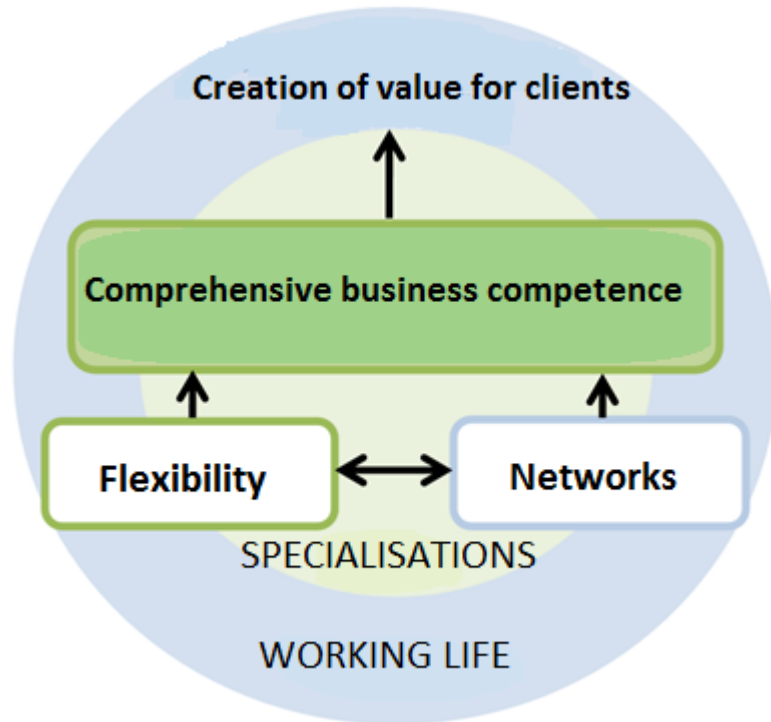 Creation of value for clients
Comprehensive business competence
Flexibility
Networks
SPECIALISATIONS
WORKING LIFE